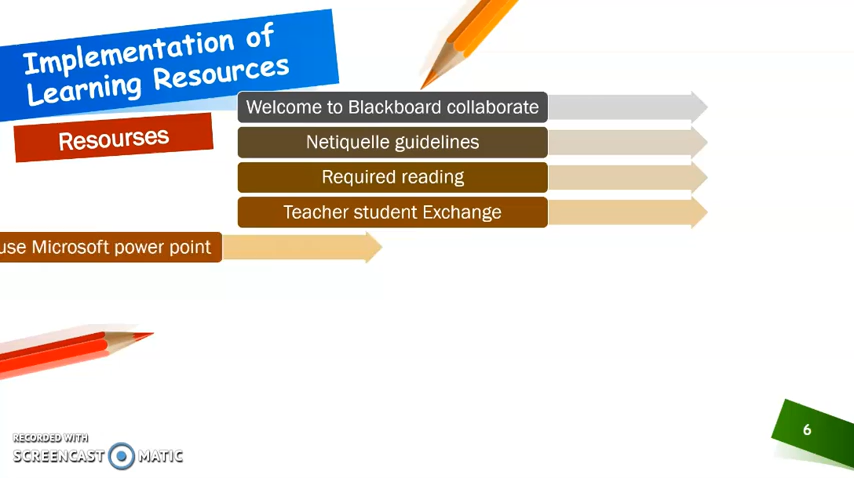 Implementation of
Learning Resources
Resourses
Welcome to Blackboard collaborate
Netiquelle guidelines
Required reading
Teacher student Exchange
use Microsoft power point
6
RECORDED WITH
SCREENCAST MATIC